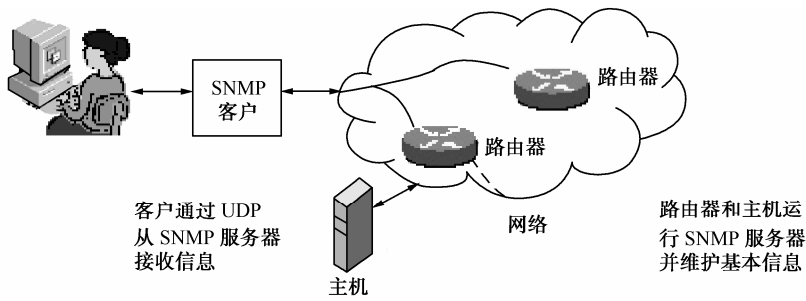 SNMP
客户
路由器
路由器
网络
主机
客户通过 UDP
从 SNMP 服务器
接收信息
路由器和主机运
行 SNMP 服务器
并维护基本信息